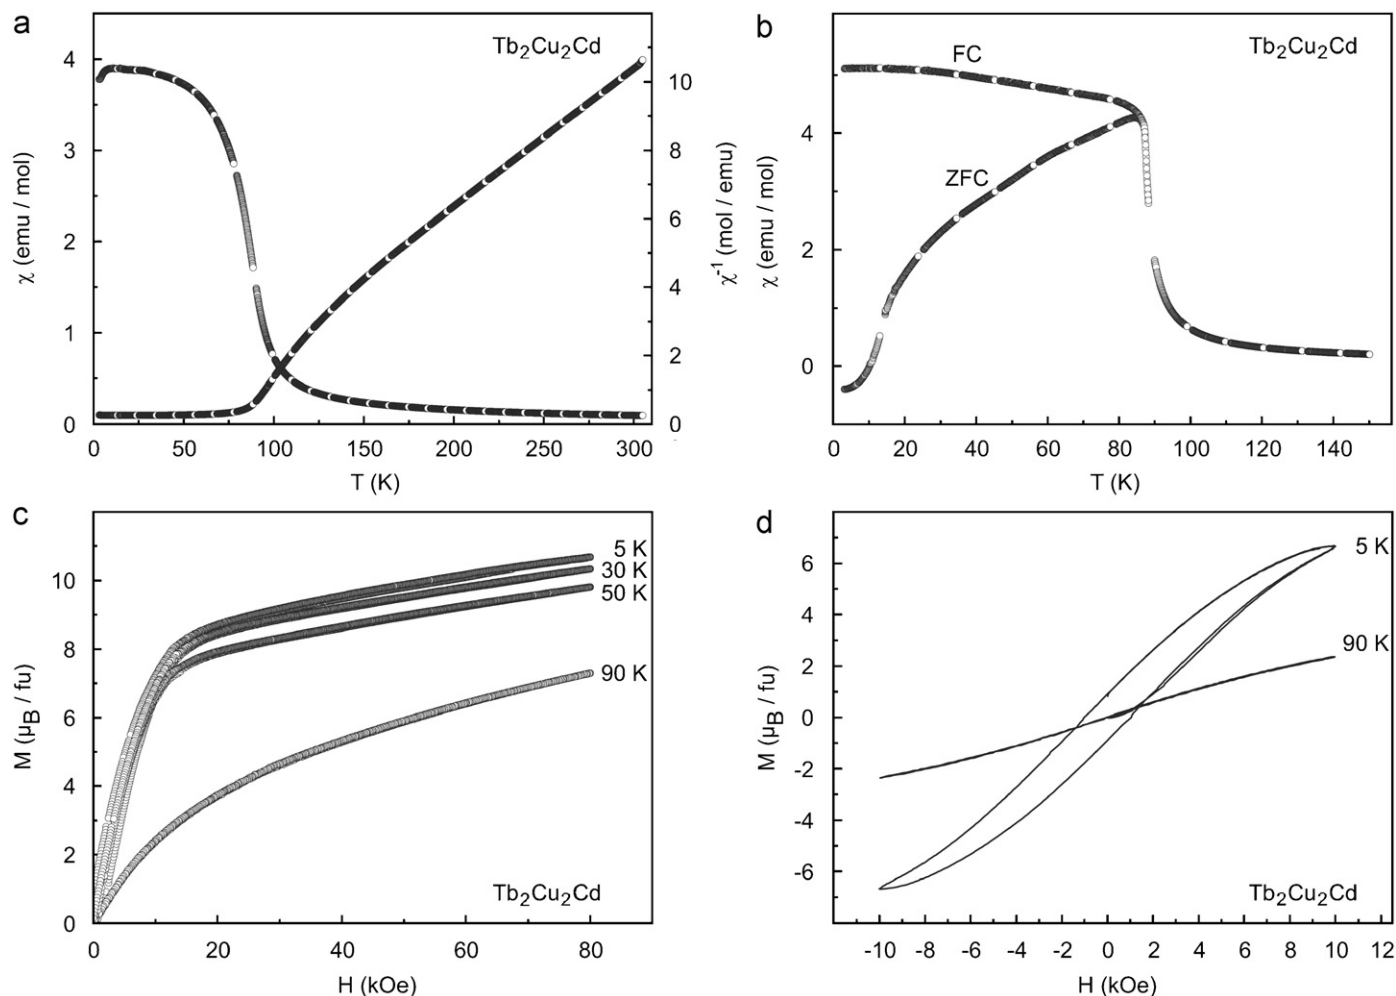 a
Tb2Cu2Cd
4
3
2
1
0
χ (emu / mol)
10
8
6
4
2
0
χ-1 (mol / emu)
0
50
100
150
200
250
300
T (K)
b
Tb2Cu2Cd
FC
ZFC
4
2
0
χ (emu / mol)
0
20
40
60
80
100
120
140
T (K)
c
10
8
6
4
2
0
M (μB / fu)
5 K
30 K
50 K
90 K
Tb2Cu2Cd
0
20
40
60
80
H (kOe)
d
6
4
2
0
-2
-4
-6
M (μB / fu)
5 K
90 K
Tb2Cu2Cd
-10
-8
-6
-4
-2
0
2
4
6
8
10
12
H (kOe)